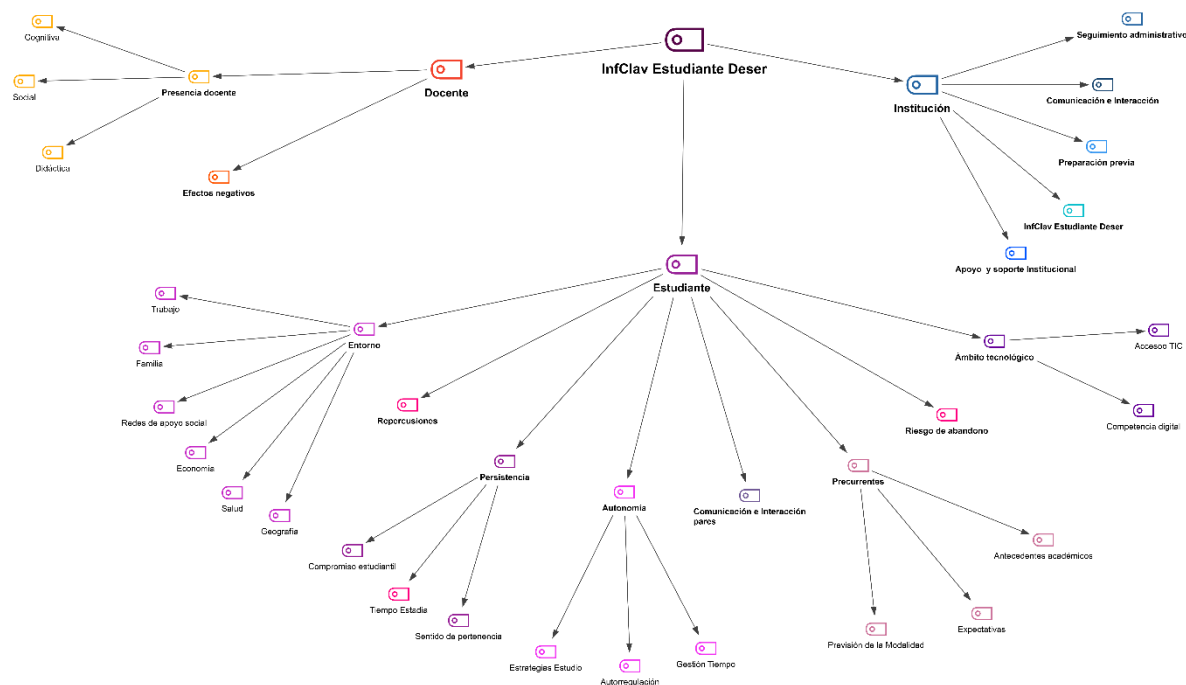 InfClav Estudiante Deser
Docente
Presencia docente
Cognitiva
Social
Didáctica
Efectos negativos
Institución
Seguimiento administrativo
Comunicación e Interacción
Preparación previa
InfClav Estudiante Deser
Apoyo y soporte Institucional
Estudiante
Entorno
Trabajo
Familia
Redes de apoyo social
Economía
Salud
Geografía
Repercusiones
Persistencia
Compromiso estudiantil
Tiempo Estadía
Sentido de pertenencia
Autonomía
Estrategies Estudio
Autorregulación
Gestión Tiempo
Comunicación e Interacción
pares
Precurrentes
Previsión de la Modalidad
Expectativas
Antecedentes académicos
Riesgo de abandono
Ámbito tecnológico
Accesoo TIC
Competencia digital